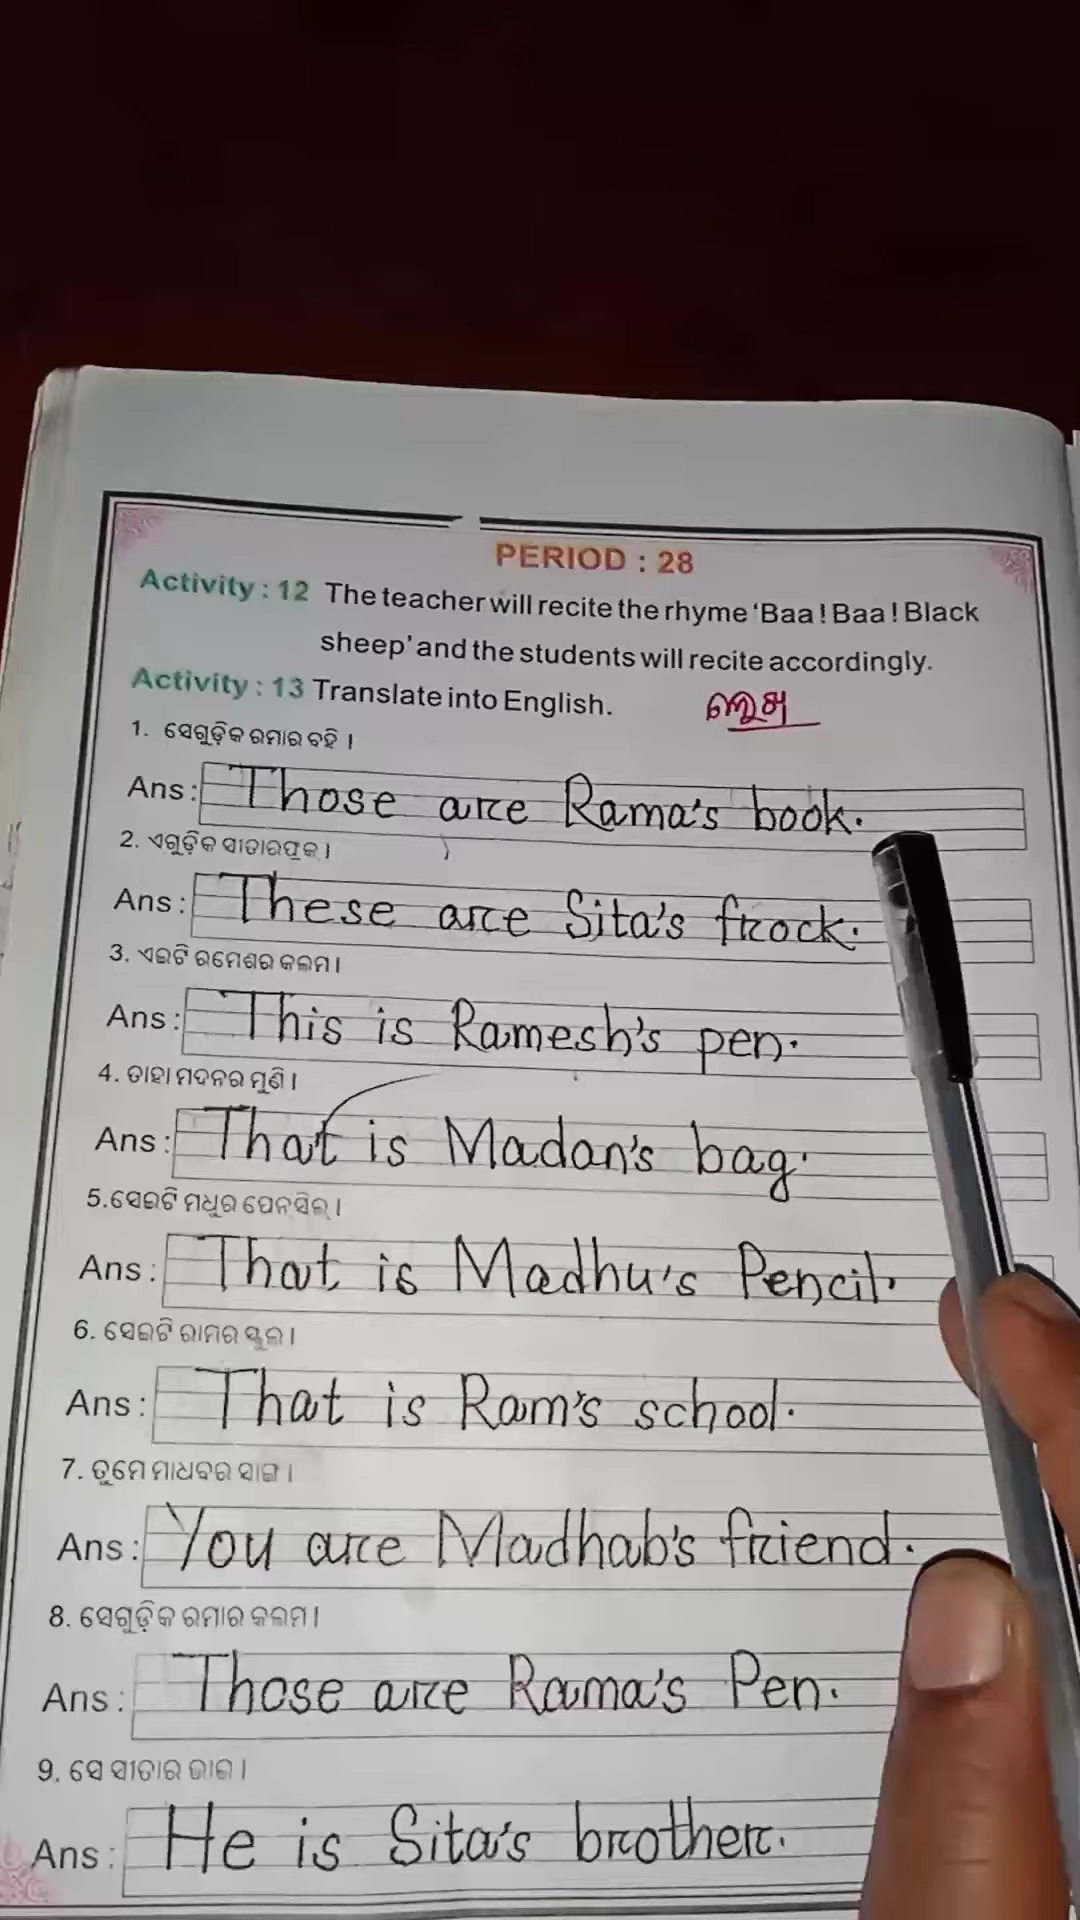 PERIOD : 28
Activity : 12 The teacher will recite the rhyme ‘Baa ! Baa ! Black
sheep’ and the students will recite accordingly.
Activity : 13 Translate into English.
ଲେଖ
1. ସେଗୁଡ଼ିକ ରମାର ବହି ।
Ans : Those are Rama's book.
2. ଏଗୁଡ଼ିକ ସୀତାରଫ୍ରକ୍ ।
Ans : These are Sita's frock.
3. ଏଇଟି ରମେଶର କଲମ ।
Ans : This is Ramesh's pen.
4. ତାହା ମଦନର ମୁଣି ।
Ans : That is Madan's bag.
5.ସେଇଟି ମଧୁର ପେନସିଲ୍ ।
Ans : That is Madhu's Pencil.
6. ସେଇଟି ରାମର ସ୍କୁଲ ।
Ans : That is Ram's school.
7. ତୁମେ ମାଧବର ସାଙ୍ଗ ।
Ans : You are Madhab's friend.
8. ସେଗୁଡ଼ିକ ରମାର କଲମ ।
Ans : Those are Rama's Pen.
9. ସେ ସୀତାର ଭାଇ ।
Ans : He is Sita's brother.